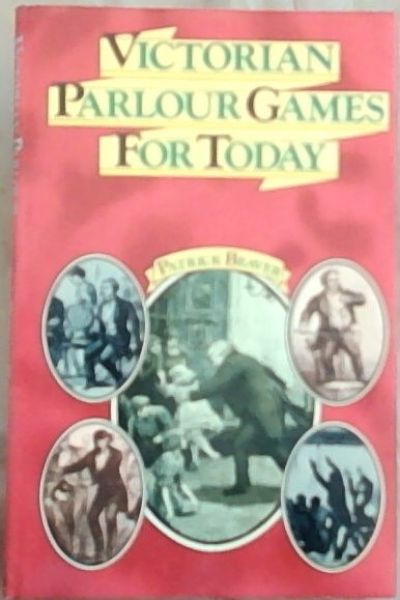 VICTORIAN
PARLOUR GAMES
FOR TODAY
PATRICK BEAVER